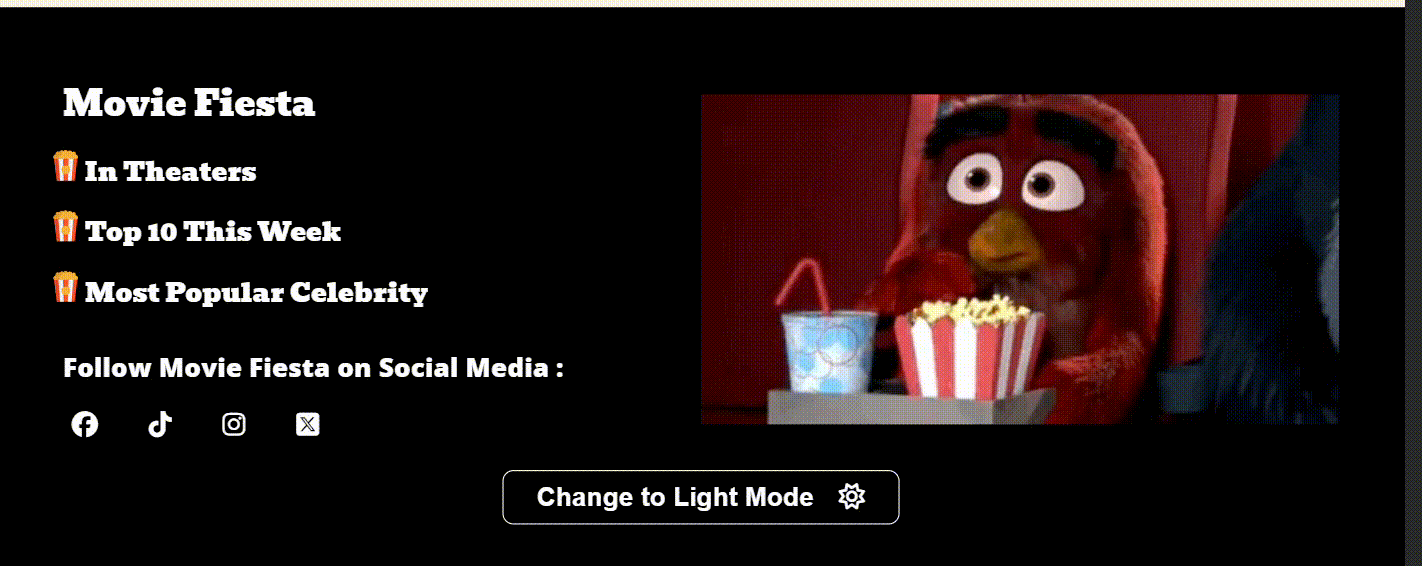 Movie Fiesta
In Theaters
Top 10 This Week
Most Popular Celebrity
Follow Movie Fiesta on Social Media :
Change to Light Mode